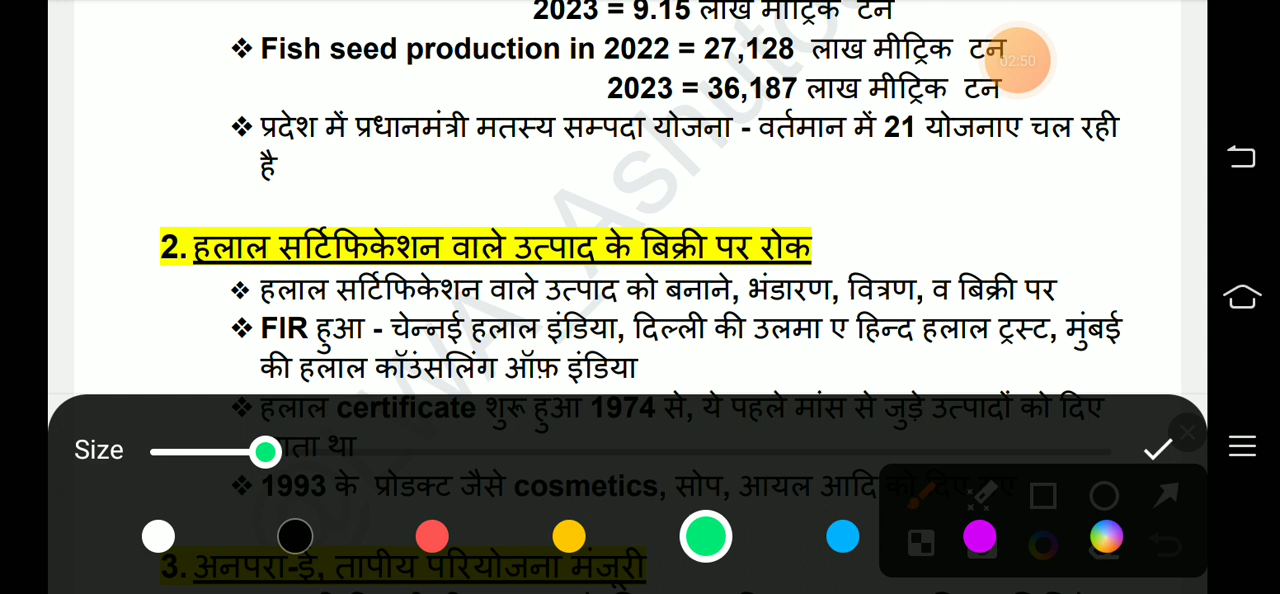 2023 = 9.15 लाख मीट्रिक टन
❖ Fish seed production in 2022 = 27,128 लाख मीट्रिक टन
02:50
2023 = 36,187 लाख मीट्रिक टन
❖ प्रदेश में प्रधानमंत्री मतस्य सम्पदा योजना - वर्तमान में 21 योजनाए चल रही
है
2. हलाल सर्टिफिकेशन वाले उत्पाद के बिक्री पर रोक
❖ हलाल सर्टिफिकेशन वाले उत्पाद को बनाने, भंडारण, वित्रण, व बिक्री पर
❖ FIR हुआ - चेन्नई हलाल इंडिया, दिल्ली की उलमा ए हिन्द हलाल ट्रस्ट, मुंबई
की हलाल कॉउंसलिंग ऑफ़ इंडिया
❖ हलाल certificate शुरू हुआ 1974 से, ये पहले मांस से जुड़े उत्पादों को दिए
था
Size
❖ 1993 के प्रोडक्ट जैसे cosmetics, सोप, आयल आदि को दिए
3. अनपरा-ई, तापीय परियोजना मंजूरी